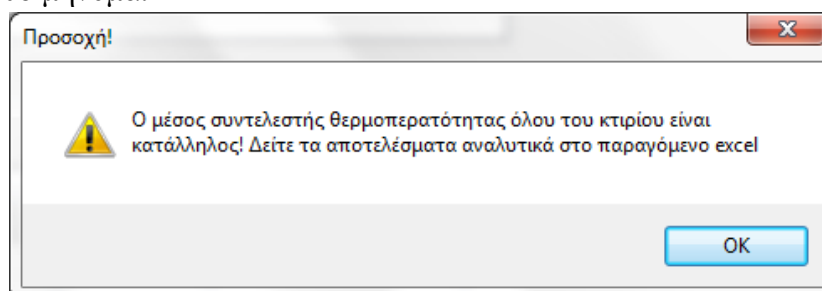 Προσοχή!
Ο μέσος συντελεστής θερμοπερατότητας όλου του κτιρίου είναι
κατάλληλος! Δείτε τα αποτελέσματα αναλυτικά στο παραγόμενο excel
OK